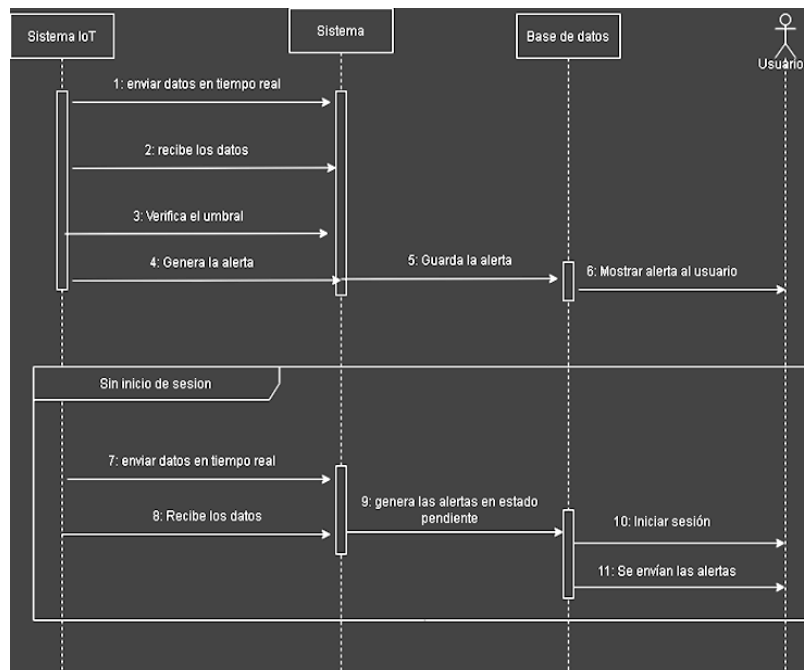 Sistema IoT
Sistema
Base de datos
Usuario
1: enviar datos en tiempo real
2: recibe los datos
3: Verifica el umbral
4: Genera la alerta
5: Guarda la alerta
6: Mostrar alerta al usuario
Sin inicio de sesion
7: enviar datos en tiempo real
8: Recibe los datos
9: genera las alertas en estado
pendiente
10: Iniciar sesión
11: Se envían las alertas